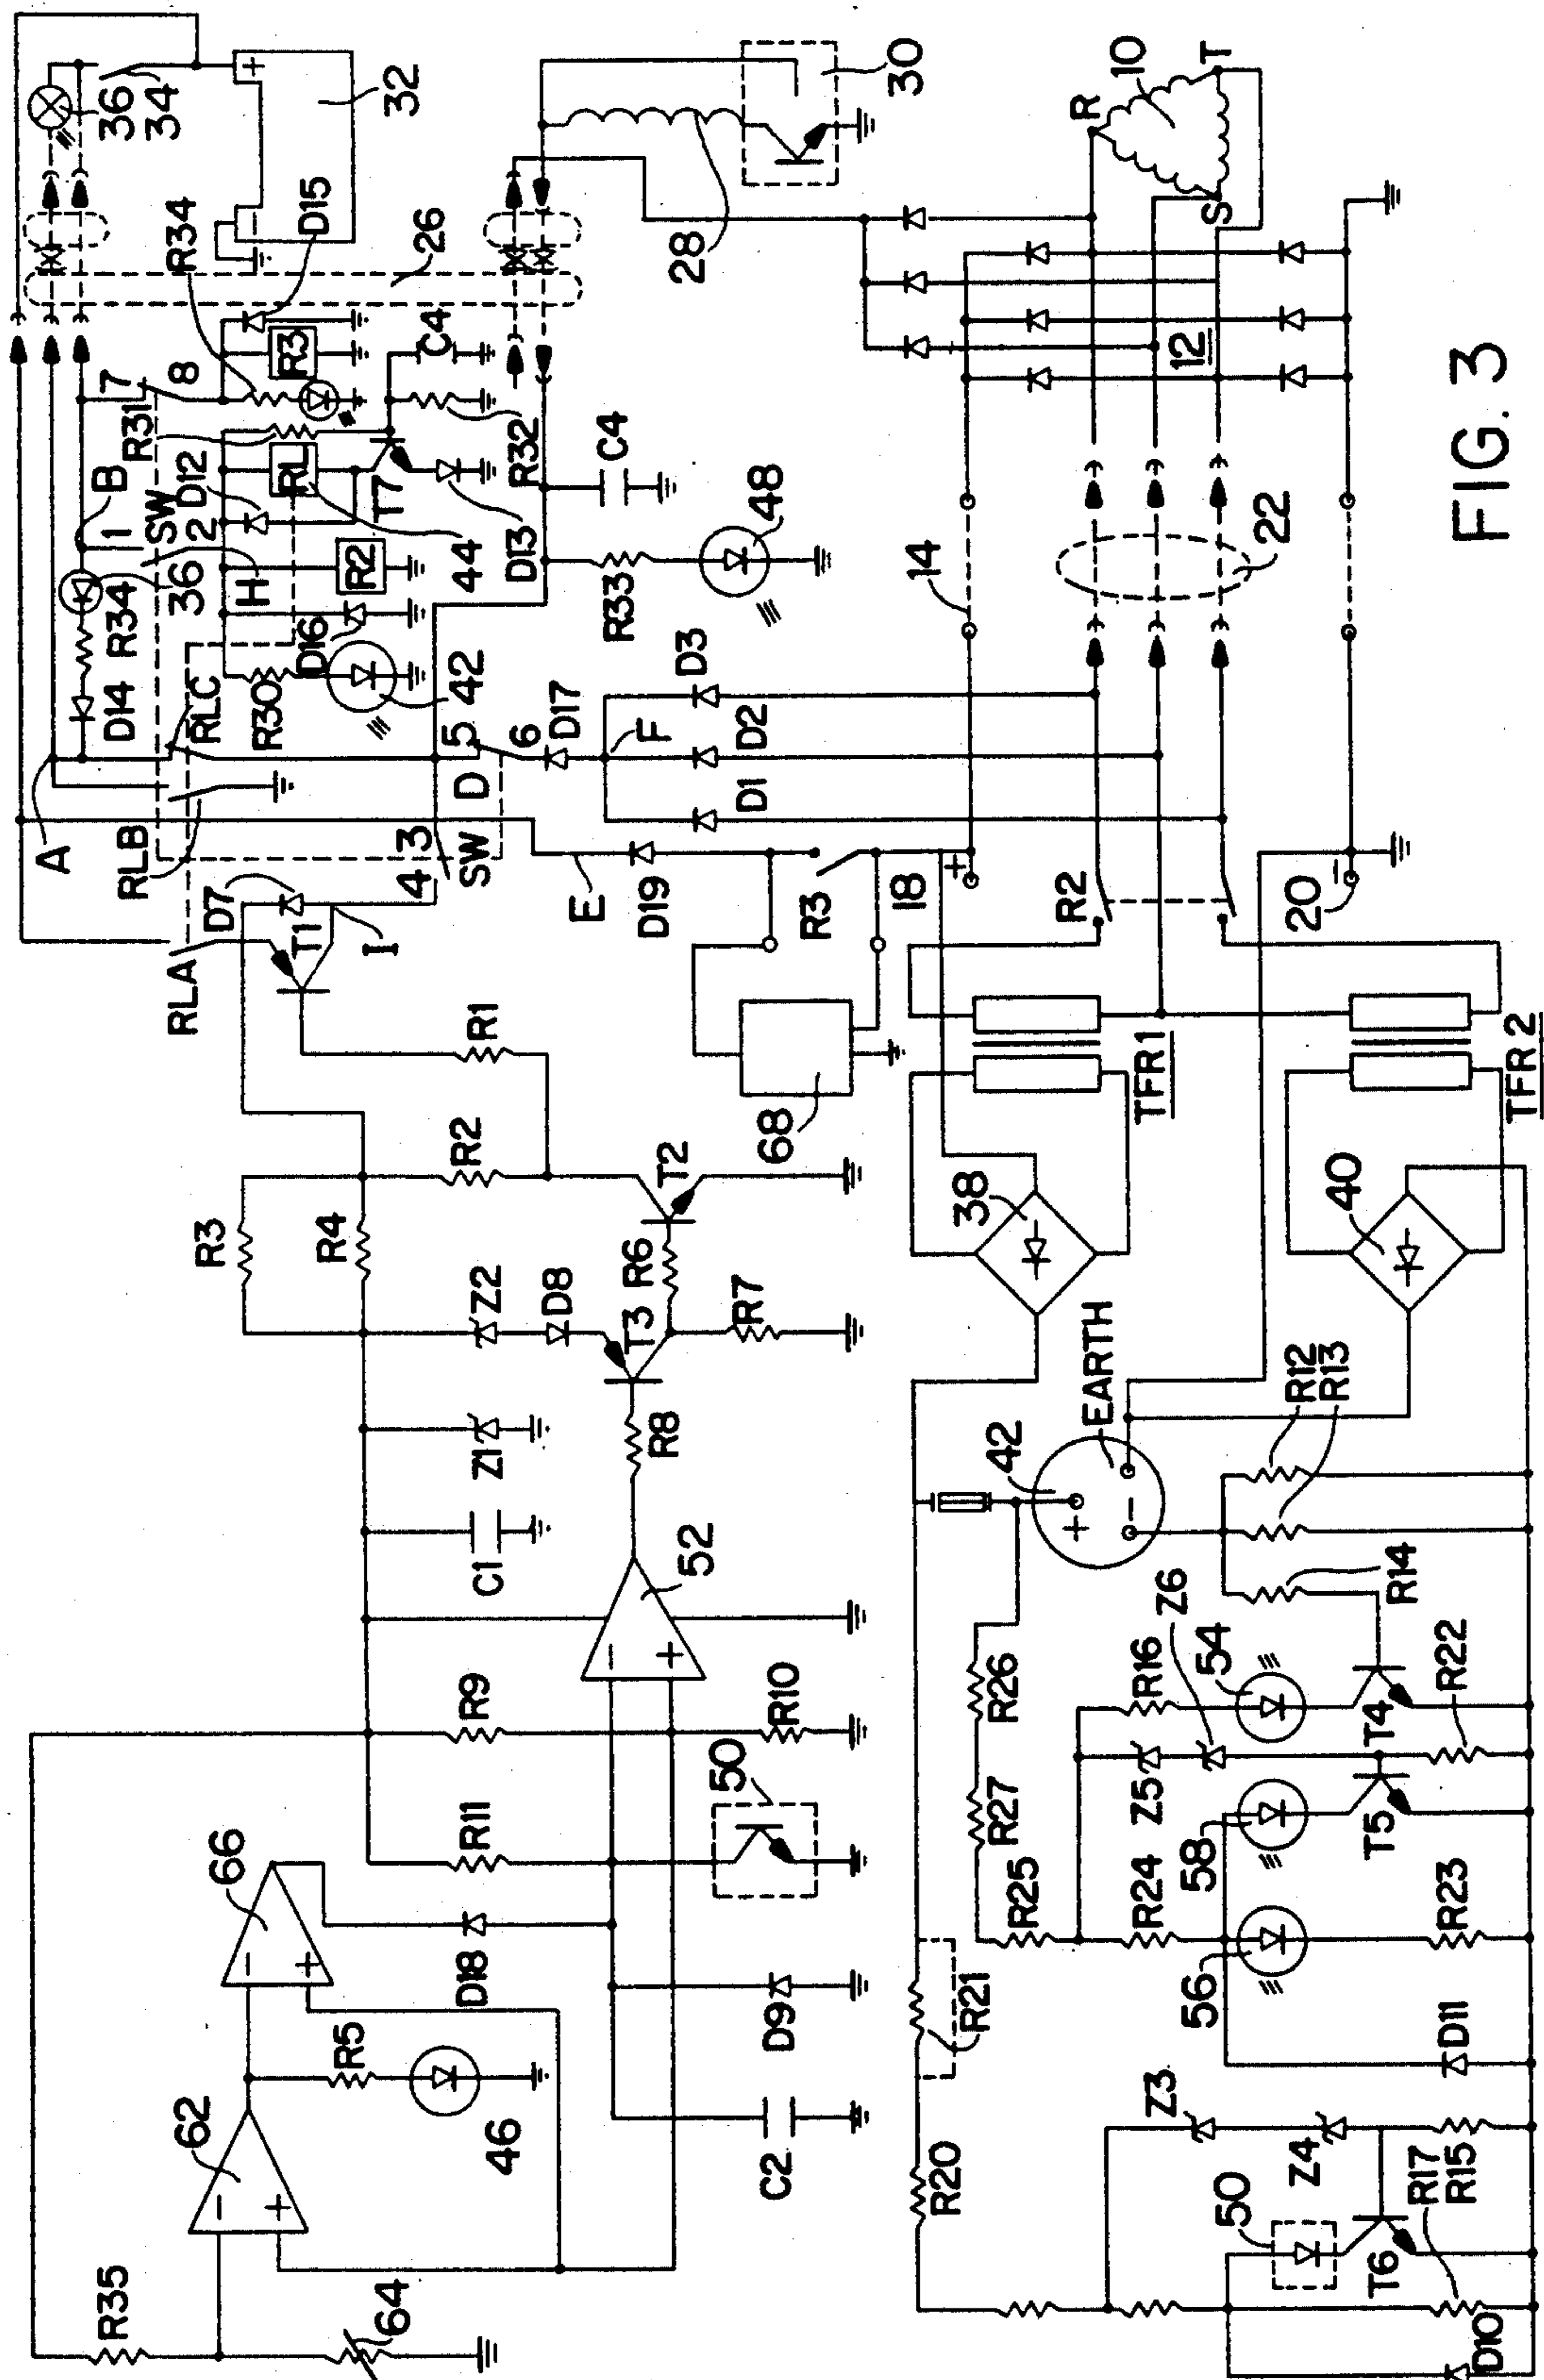 36
34
+
32
30
R
10
T
S
28
26
D15
R34
R3
C4
7
8
R31
SW
D12
RL
T7
R32
B
1
2
H
36
R34
D14
R2
44
D13
D16
42
R30
RLC
C4
R33
48
14
22
12
A
RLB
5
D
6
D17
F
D3
D2
D1
3
4
SW
E
D19
R3
18
+
R2
20
−
D7
T1
I
RLA
R1
68
TFR1
TFR2
R3
R4
R2
T2
Z2
D8
T3
R6
R7
38
40
EARTH
42
+
−
R12
R13
Z1
C1
R8
52
−
+
R9
R10
R11
50
66
−
+
D18
D9
62
−
+
R5
46
C2
R35
64
R26
R27
R25
R24
R16
Z5
Z6
54
T4
R14
R22
58
T5
56
R23
R21
D11
R20
Z3
Z4
50
T6
R17
R15
D10
FIG. 3